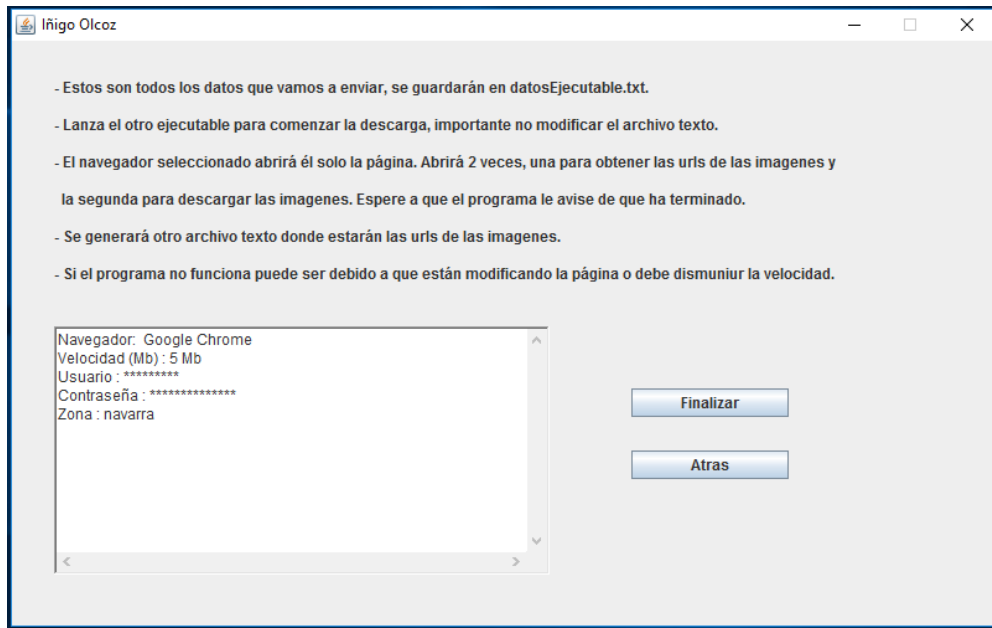 Iñigo Olcoz
- Estos son todos los datos que vamos a enviar, se guardarán en datosEjecutable.txt.
- Lanza el otro ejecutable para comenzar la descarga, importante no modificar el archivo texto.
- El navegador seleccionado abrirá él solo la página. Abrirá 2 veces, una para obtener las urls de las imagenes y
la segunda para descargar las imagenes. Espere a que el programa le avise de que ha terminado.
- Se generará otro archivo texto donde estarán las urls de las imagenes.
- Si el programa no funciona puede ser debido a que están modificando la página o debe dismuniur la velocidad.
Navegador:  Google Chrome
Velocidad (Mb) : 5 Mb
Usuario : *********
Contraseña : **************
Zona : navarra
Finalizar
Atras